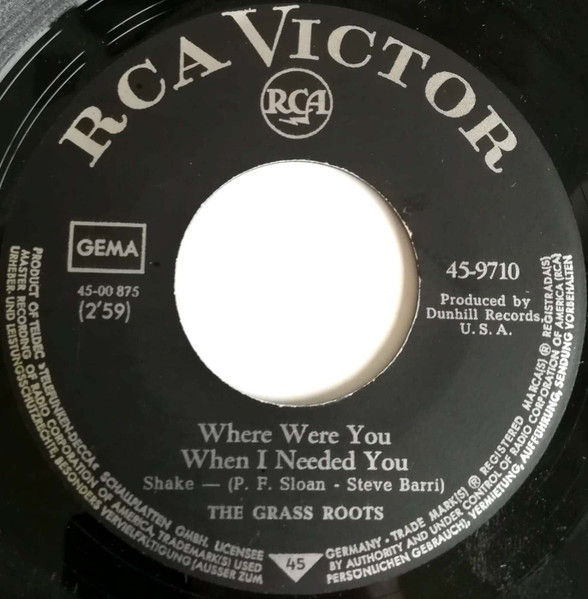 RCA VICTOR
RCA
GEMA
45-00 875
(2'59)
45-9710
Produced by
Dunhill Records,
U. S. A.
Where Were You
When I Needed You
Shake — (P. F. Sloan - Steve Barri)
THE GRASS ROOTS
45
PRODUCT OF TELDEC »TELEFUNKEN-DECCA« SCHALLPLATTEN GMBH. LICENSEE
MASTER RECORDING OF RADIO CORPORATION OF AMERICA, TRADEMARK(S) USED
URHEBER- UND LEISTUNGSSCHUTZRECHTE, BESONDERS VERVIELFÄLTIGUNG (AUSSER ZUM
GERMANY · TRADE MARK(S) ® REGISTERED MARCA(S) ® REGISTRADA(S)
BY AUTHORITY AND UNDER CONTROL OF RADIO CORPORATION OF AMERICA (RCA)
PERSÖNLICHEN GEBRAUCH), VERMIETUNG, AUFFÜHRUNG, SENDUNG VORBEHALTEN